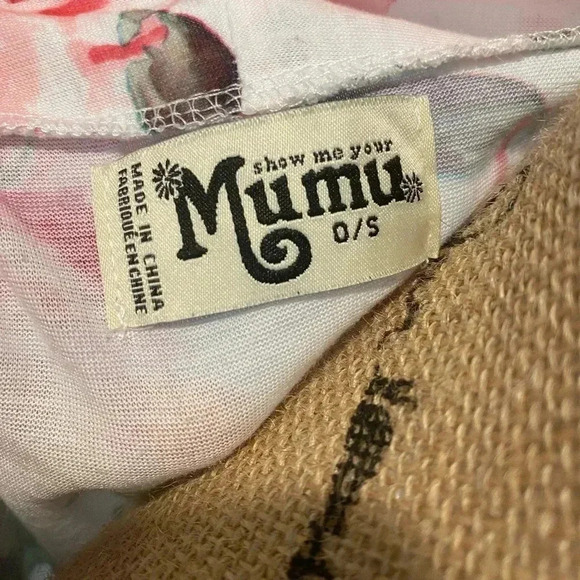 show me your
Mumu
O/S
MADE IN CHINA
FABRIQUÉ EN CHINE